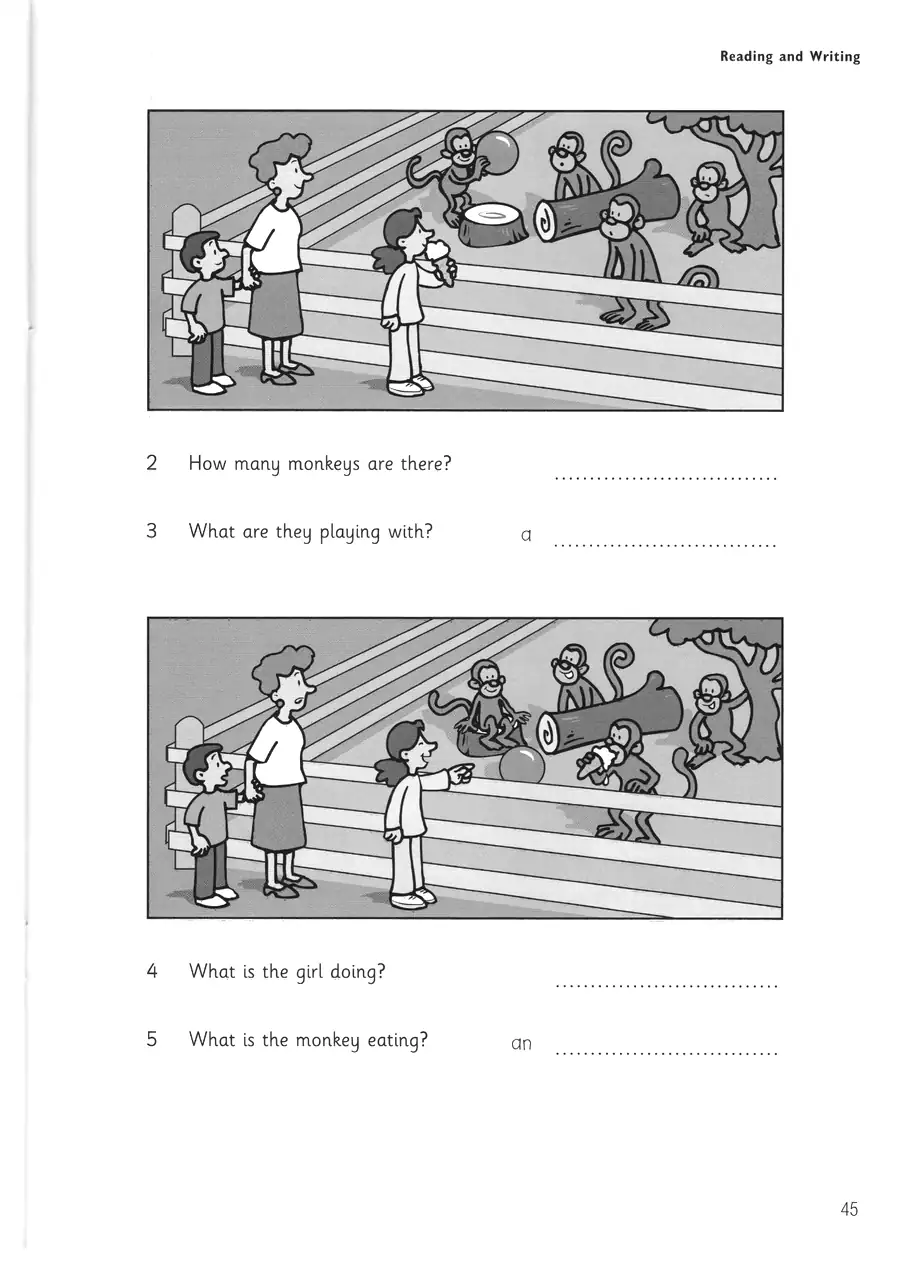 Reading and Writing
2 How many monkeys are there? ................................
3 What are they playing with? a ................................
4 What is the girl doing? ................................
5 What is the monkey eating? an ................................
45